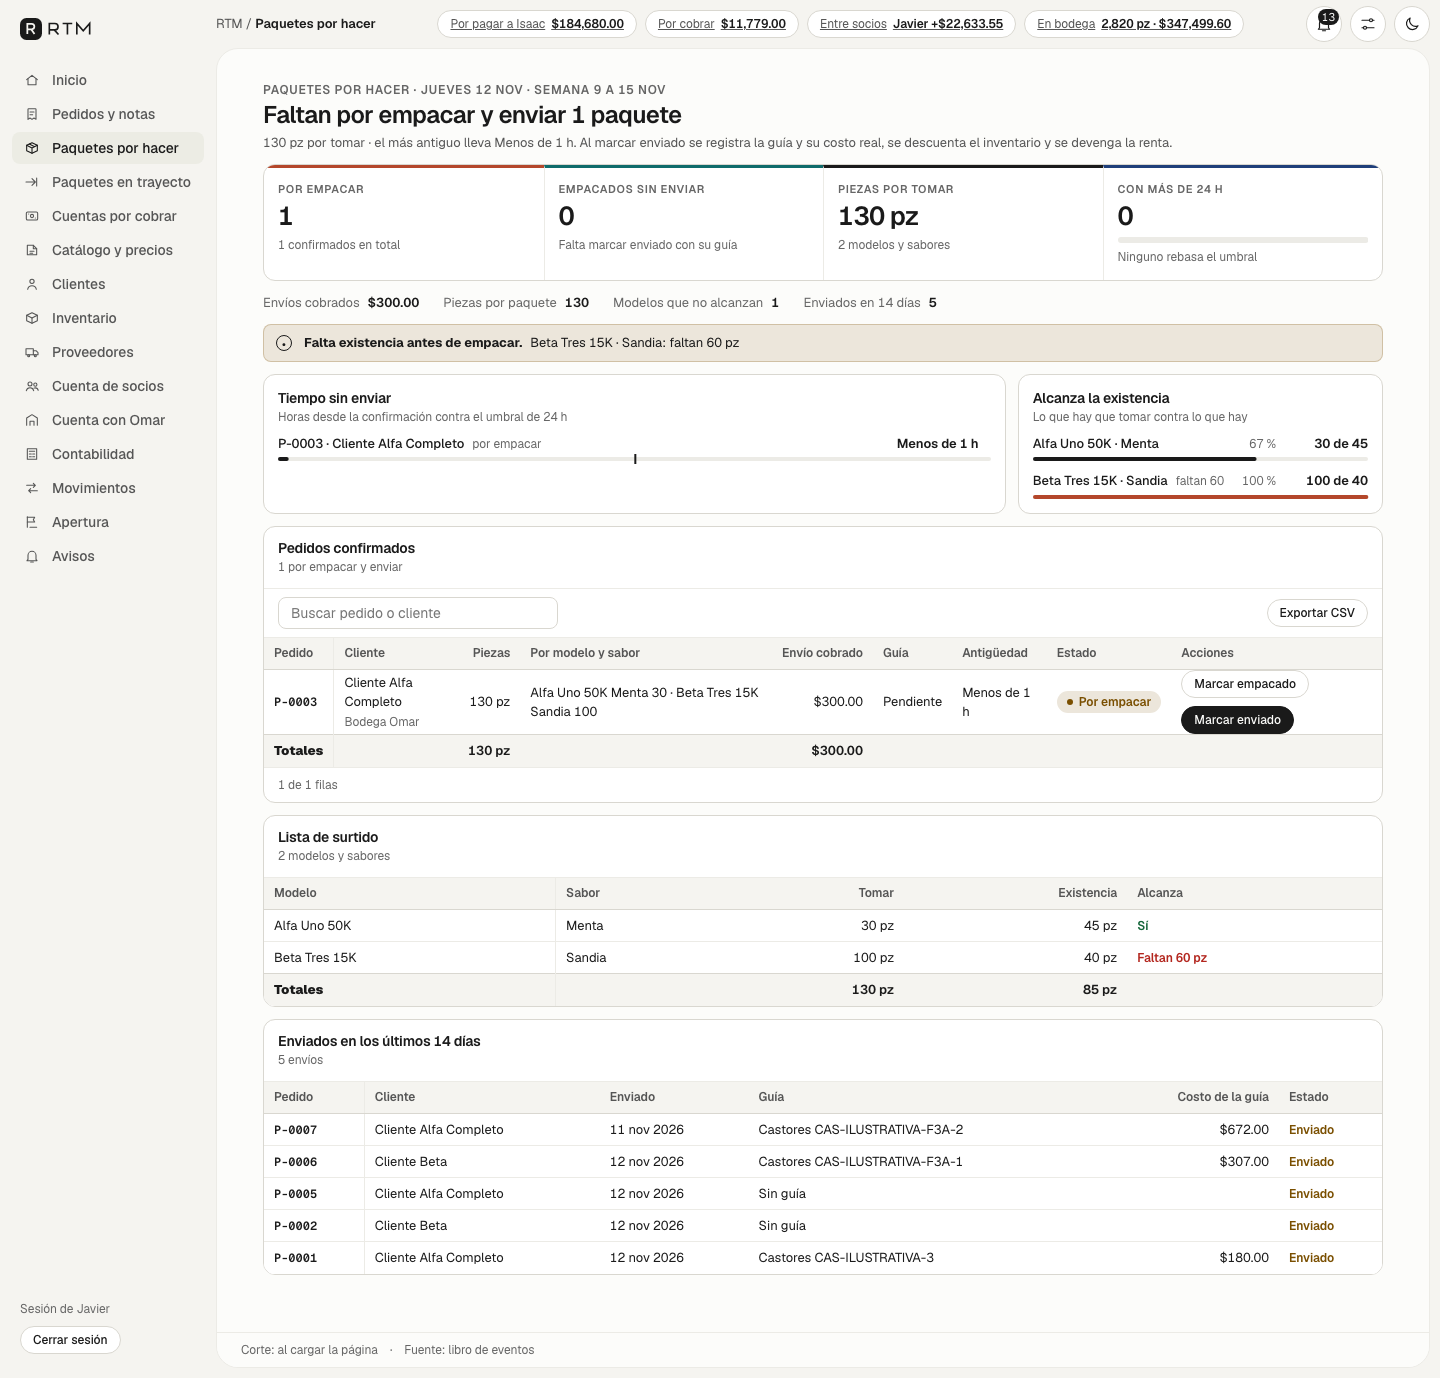 R RTM
RTM / Paquetes por hacer
Por pagar a Isaac $184,680.00
Por cobrar $11,779.00
Entre socios Javier +$22,633.55
En bodega 2,820 pz · $347,499.60
13
Inicio
Pedidos y notas
Paquetes por hacer
Paquetes en trayecto
Cuentas por cobrar
Catálogo y precios
Clientes
Inventario
Proveedores
Cuenta de socios
Cuenta con Omar
Contabilidad
Movimientos
Apertura
Avisos
Sesión de Javier
Cerrar sesión
PAQUETES POR HACER · JUEVES 12 NOV · SEMANA 9 A 15 NOV
Faltan por empacar y enviar 1 paquete
130 pz por tomar · el más antiguo lleva Menos de 1 h. Al marcar enviado se registra la guía y su costo real, se descuenta el inventario y se devenga la renta.
POR EMPACAR
1
1 confirmados en total
EMPACADOS SIN ENVIAR
0
Falta marcar enviado con su guía
PIEZAS POR TOMAR
130 pz
2 modelos y sabores
CON MÁS DE 24 H
0
Ninguno rebasa el umbral
Envíos cobrados $300.00 Piezas por paquete 130 Modelos que no alcanzan 1 Enviados en 14 días 5
Falta existencia antes de empacar. Beta Tres 15K · Sandia: faltan 60 pz
Tiempo sin enviar
Horas desde la confirmación contra el umbral de 24 h
P-0003 · Cliente Alfa Completo por empacar Menos de 1 h
Alcanza la existencia
Lo que hay que tomar contra lo que hay
Alfa Uno 50K · Menta 67 % 30 de 45
Beta Tres 15K · Sandia faltan 60 100 % 100 de 40
Pedidos confirmados
1 por empacar y enviar
Buscar pedido o cliente
Exportar CSV
Pedido Cliente Piezas Por modelo y sabor Envío cobrado Guía Antigüedad Estado Acciones
P-0003
Cliente Alfa
Completo
Bodega Omar
130 pz
Alfa Uno 50K Menta 30 · Beta Tres 15K
Sandia 100
$300.00
Pendiente
Menos de 1
h
Por empacar
Marcar empacado
Marcar enviado
Totales 130 pz $300.00
1 de 1 filas
Lista de surtido
2 modelos y sabores
Modelo Sabor Tomar Existencia Alcanza
Alfa Uno 50K Menta 30 pz 45 pz Sí
Beta Tres 15K Sandia 100 pz 40 pz Faltan 60 pz
Totales 130 pz 85 pz
Enviados en los últimos 14 días
5 envíos
Pedido Cliente Enviado Guía Costo de la guía Estado
P-0007 Cliente Alfa Completo 11 nov 2026 Castores CAS-ILUSTRATIVA-F3A-2 $672.00 Enviado
P-0006 Cliente Beta 12 nov 2026 Castores CAS-ILUSTRATIVA-F3A-1 $307.00 Enviado
P-0005 Cliente Alfa Completo 12 nov 2026 Sin guía Enviado
P-0002 Cliente Beta 12 nov 2026 Sin guía Enviado
P-0001 Cliente Alfa Completo 12 nov 2026 Castores CAS-ILUSTRATIVA-3 $180.00 Enviado
Corte: al cargar la página · Fuente: libro de eventos